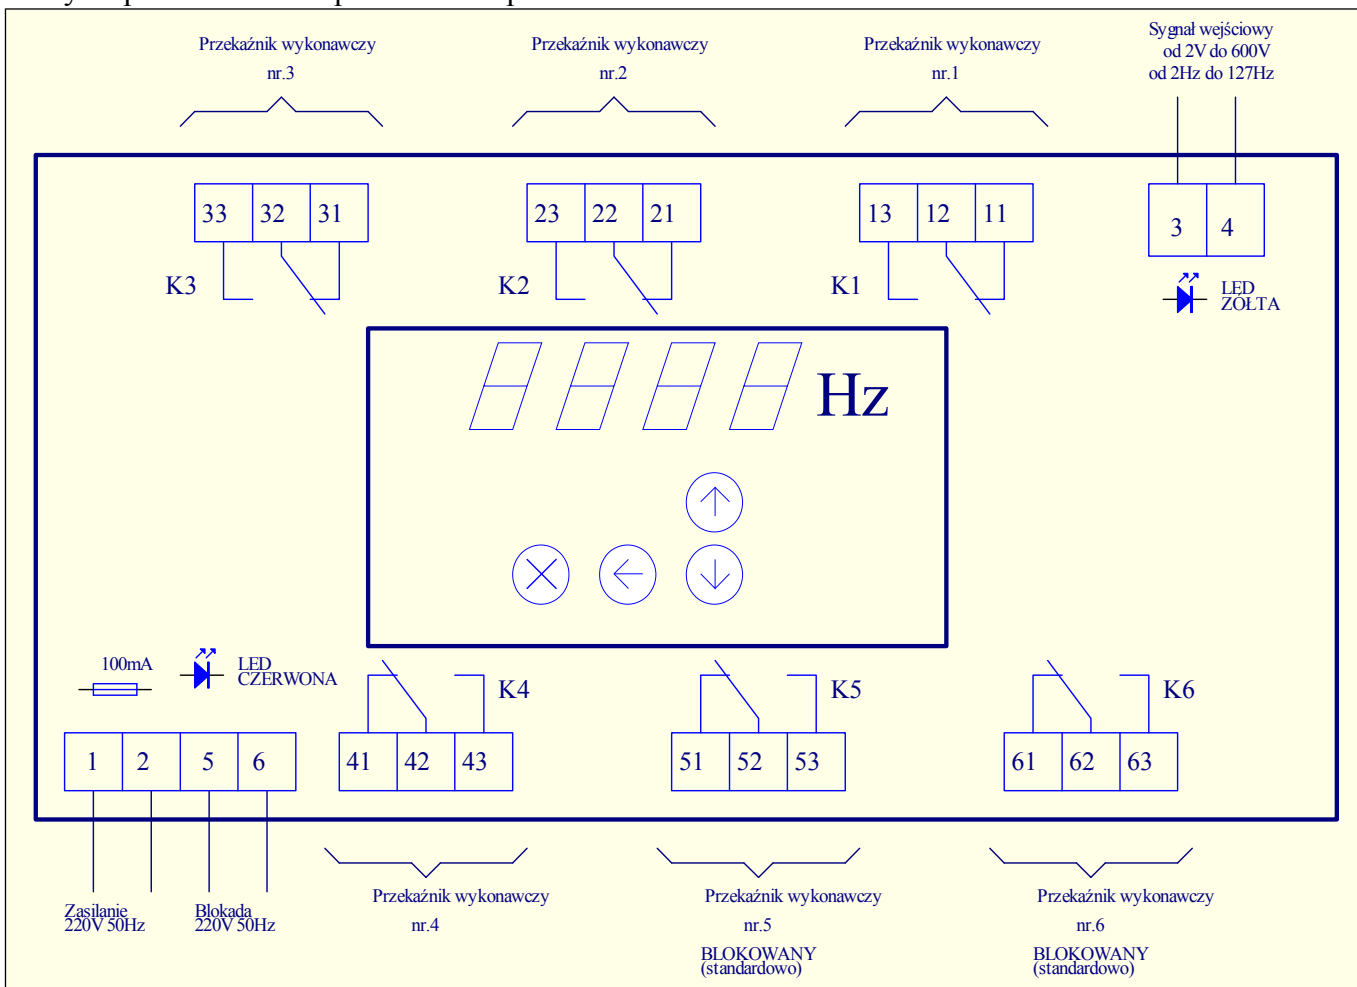 Przekaźnik wykonawczy
nr.3
Przekaźnik wykonawczy
nr.2
Przekaźnik wykonawczy
nr.1
Sygnał wejściowy
od 2V do 600V
od 2Hz do 127Hz
33 32 31
23 22 21
13 12 11
3 4
K3
K2
K1
LED
ŻÓŁTA
Hz
100mA
LED
CZERWONA
K4
K5
K6
1 2 5 6
41 42 43
51 52 53
61 62 63
Zasilanie
220V 50Hz
Blokada
220V 50Hz
Przekaźnik wykonawczy
nr.4
Przekaźnik wykonawczy
nr.5
BLOKOWANY
(standardowo)
Przekaźnik wykonawczy
nr.6
BLOKOWANY
(standardowo)